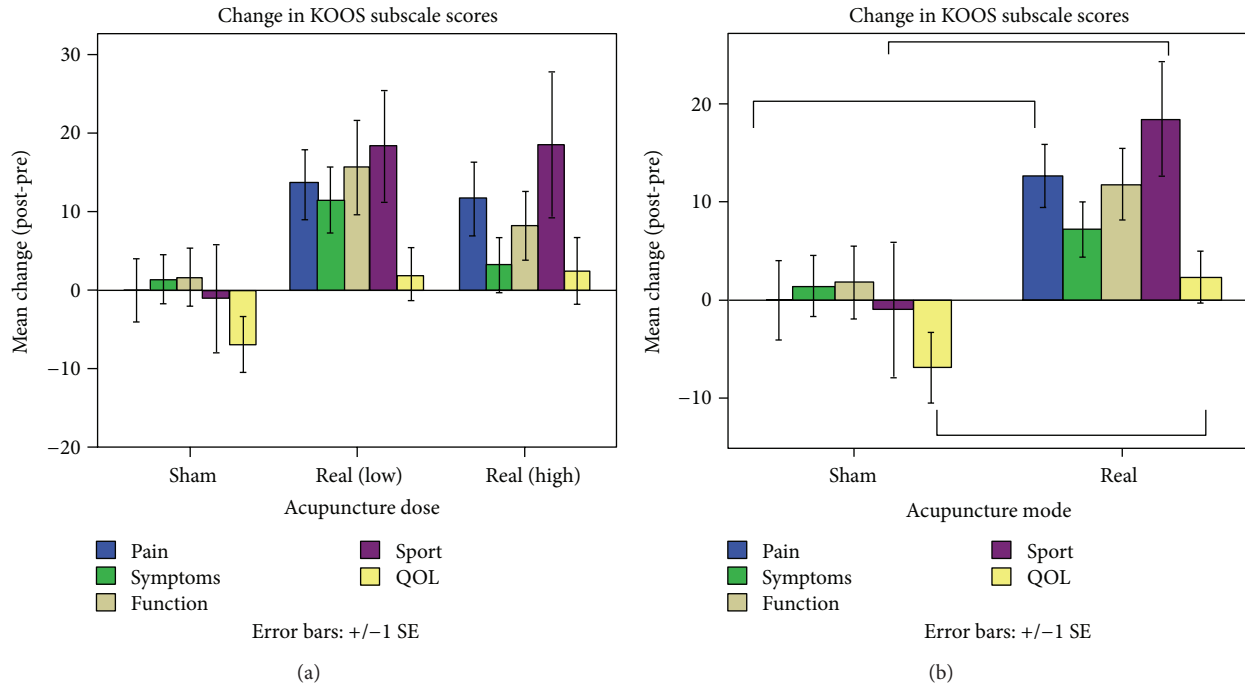 Change in KOOS subscale scores
30
20
10
0
−10
−20
Mean change (post-pre)
Sham
Real (low)
Real (high)
Acupuncture dose
Pain
Symptoms
Function
Sport
QOL
Error bars: +/−1 SE
(a)
Change in KOOS subscale scores
20
10
0
−10
Mean change (post-pre)
Sham
Real
Acupuncture mode
Pain
Symptoms
Function
Sport
QOL
Error bars: +/−1 SE
(b)